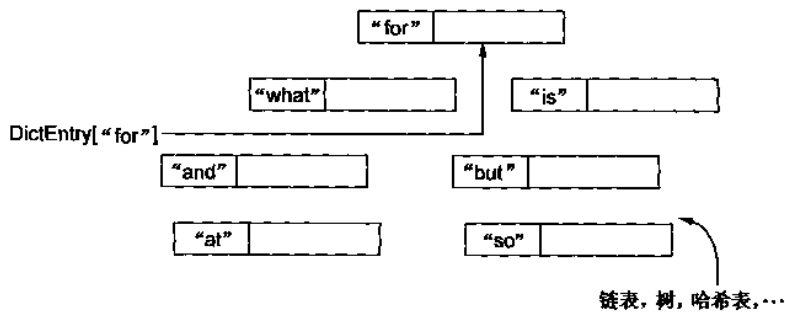 “for”
“what”
“is”
DictEntry[“for”]
“and”
“but”
“at”
“so”
链表，树，哈希表，…